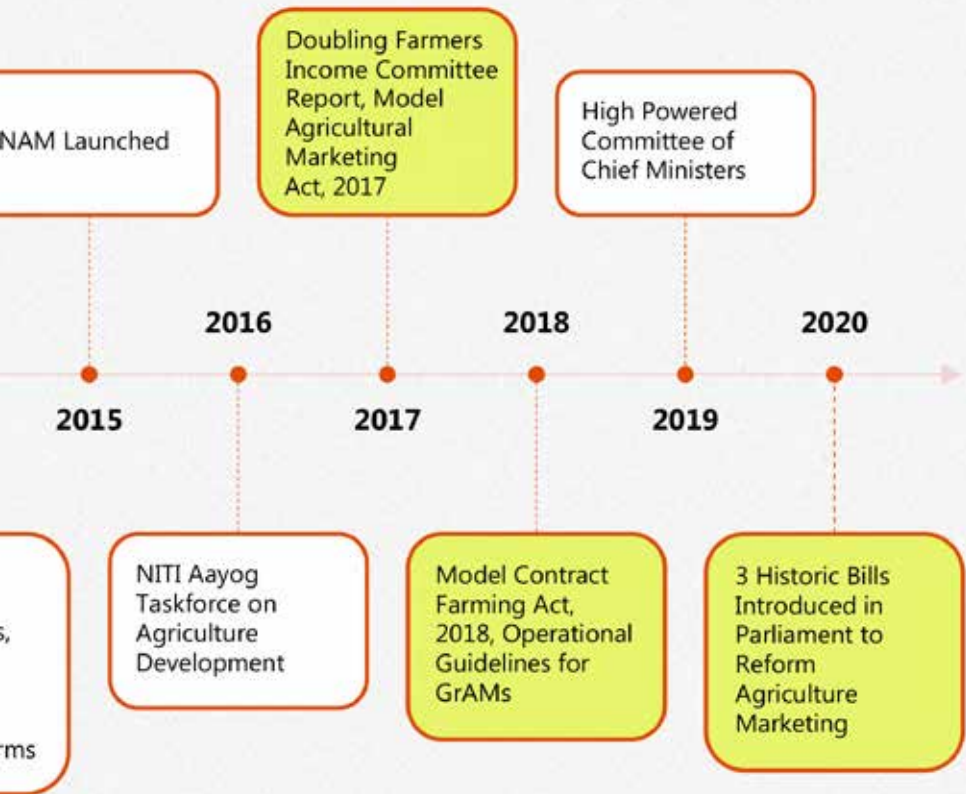 NAM Launched
Doubling Farmers
Income Committee
Report, Model
Agricultural
Marketing
Act, 2017
High Powered
Committee of
Chief Ministers
2016
2018
2020
2015
2017
2019
NITI Aayog
Taskforce on
Agriculture
Development
Model Contract
Farming Act,
2018, Operational
Guidelines for
GrAMs
3 Historic Bills
Introduced in
Parliament to
Reform
Agriculture
Marketing